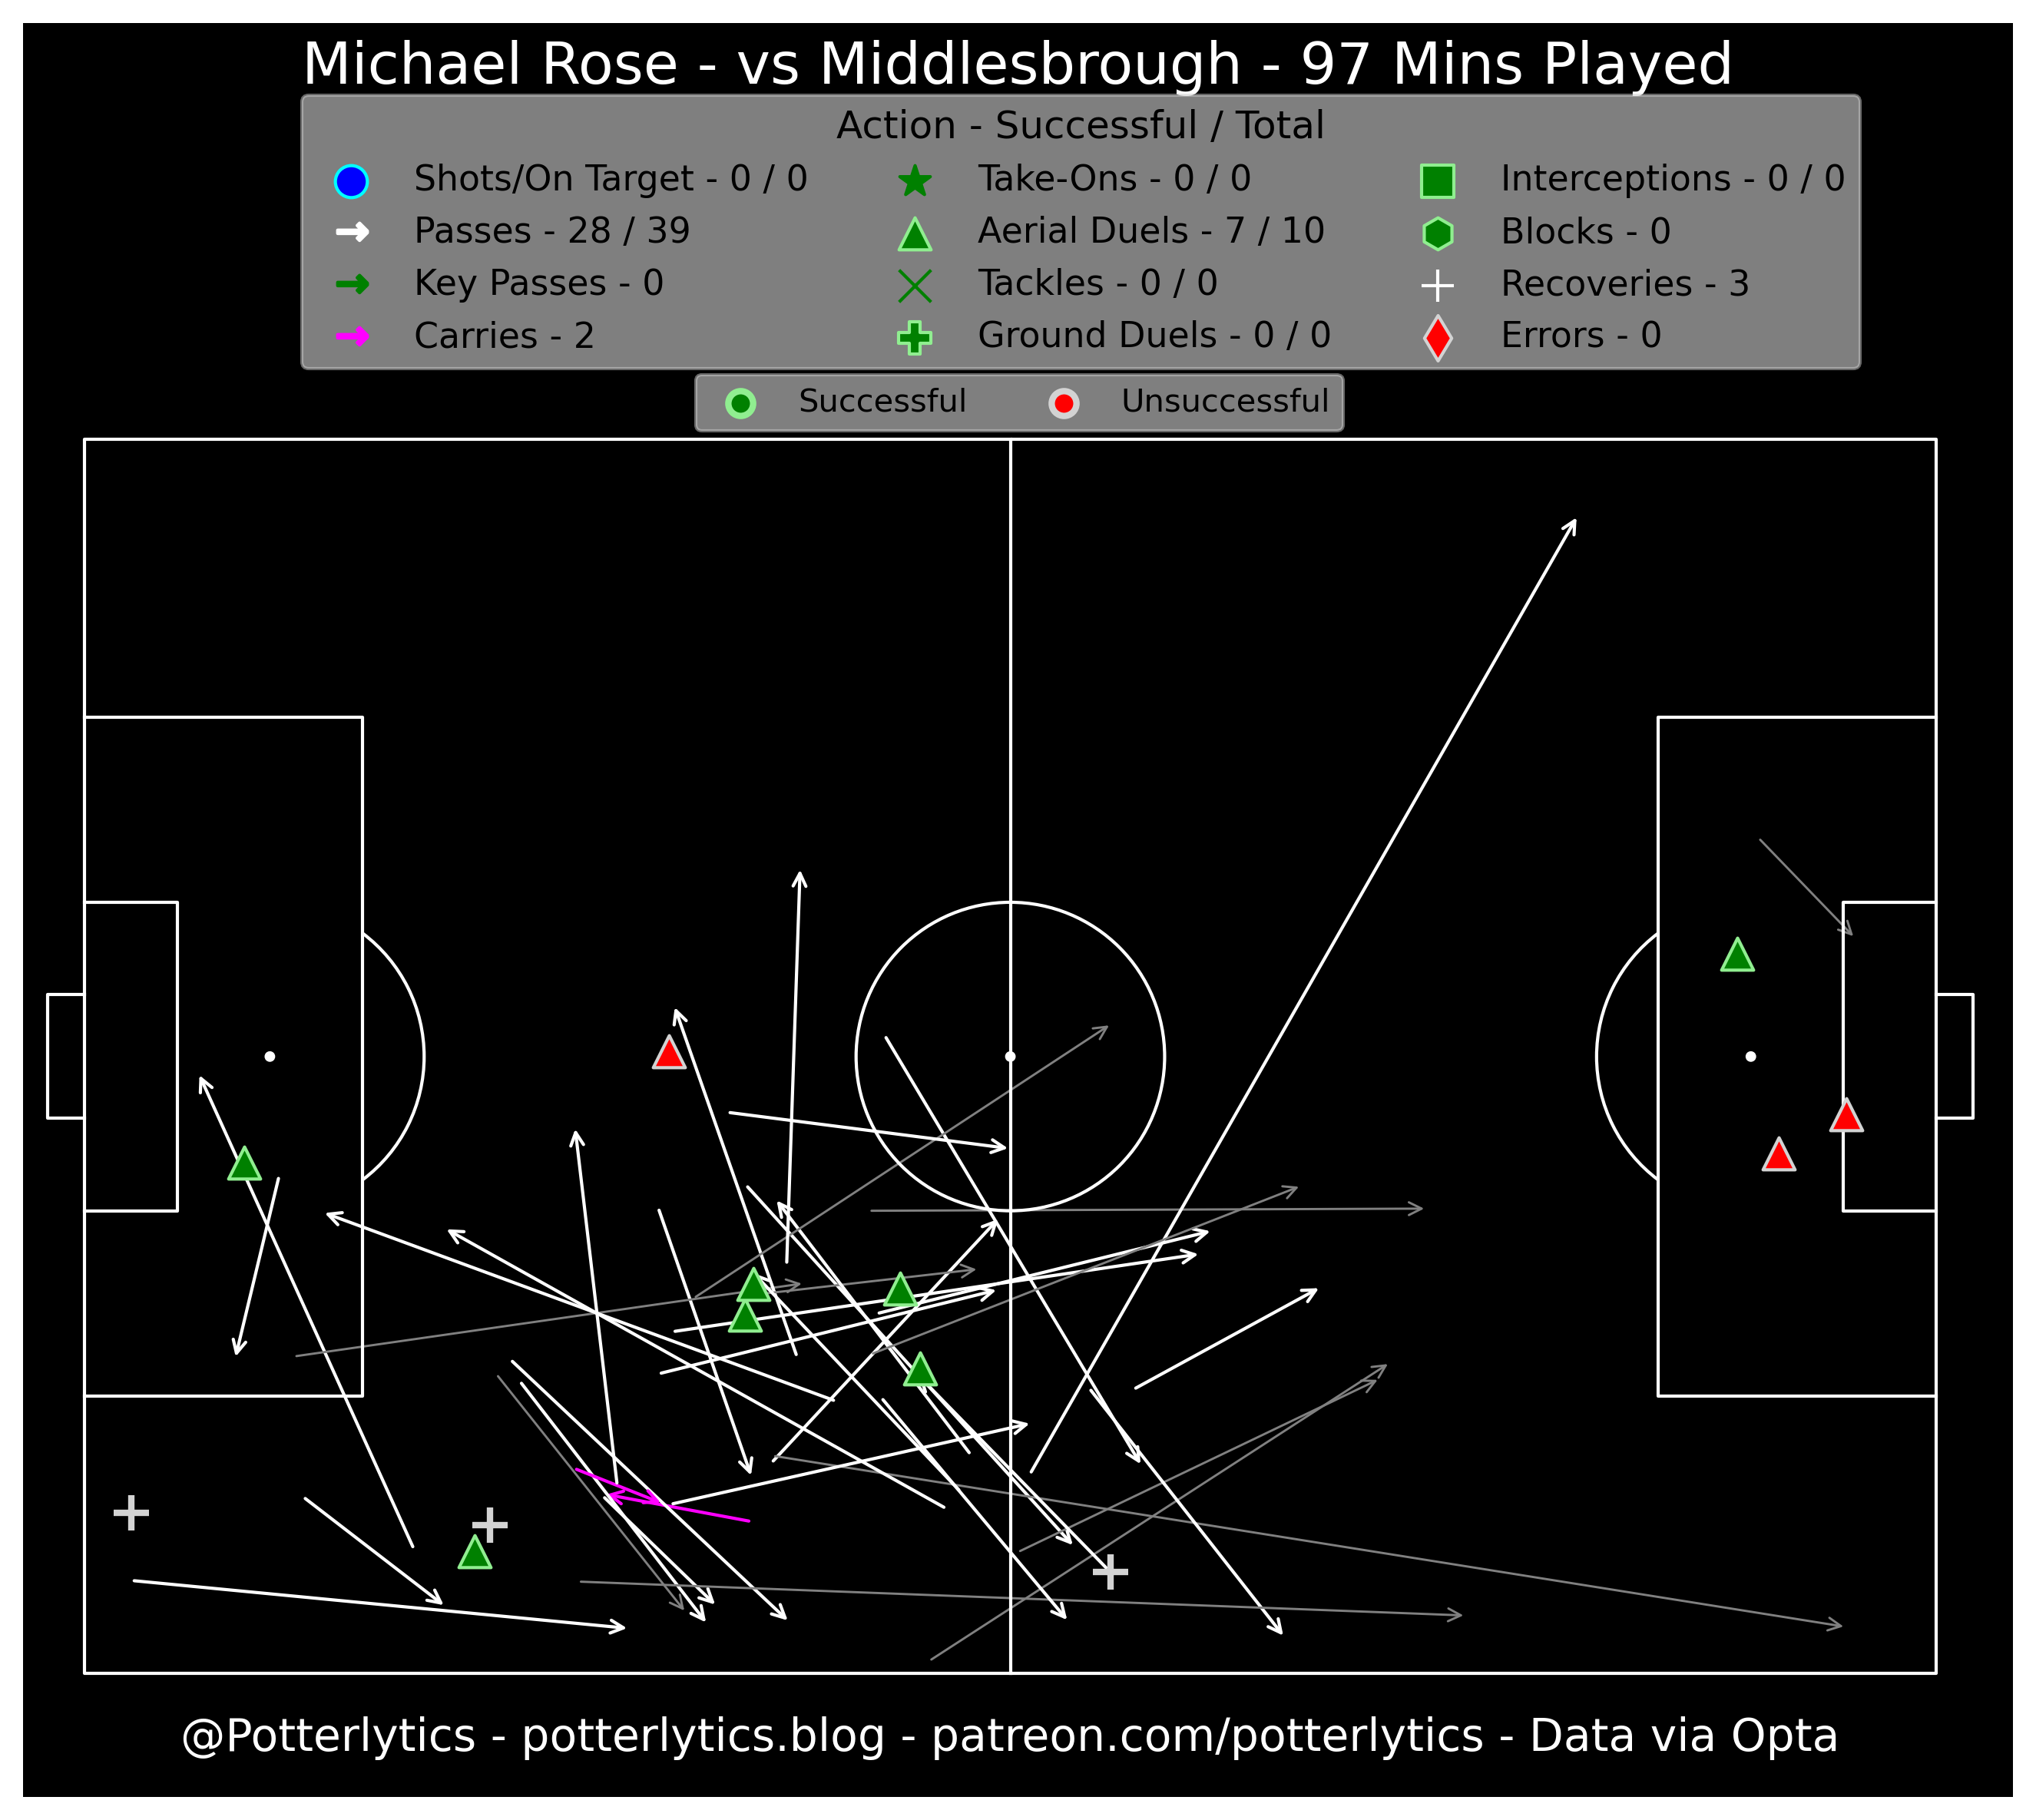 Michael Rose - vs Middlesbrough - 97 Mins Played
Action - Successful / Total
Shots/On Target - 0 / 0
Passes - 28 / 39
Key Passes - 0
Carries - 2
Take-Ons - 0 / 0
Aerial Duels - 7 / 10
Tackles - 0 / 0
Ground Duels - 0 / 0
Interceptions - 0 / 0
Blocks - 0
Recoveries - 3
Errors - 0
Successful
Unsuccessful
@Potterlytics - potterlytics.blog - patreon.com/potterlytics - Data via Opta